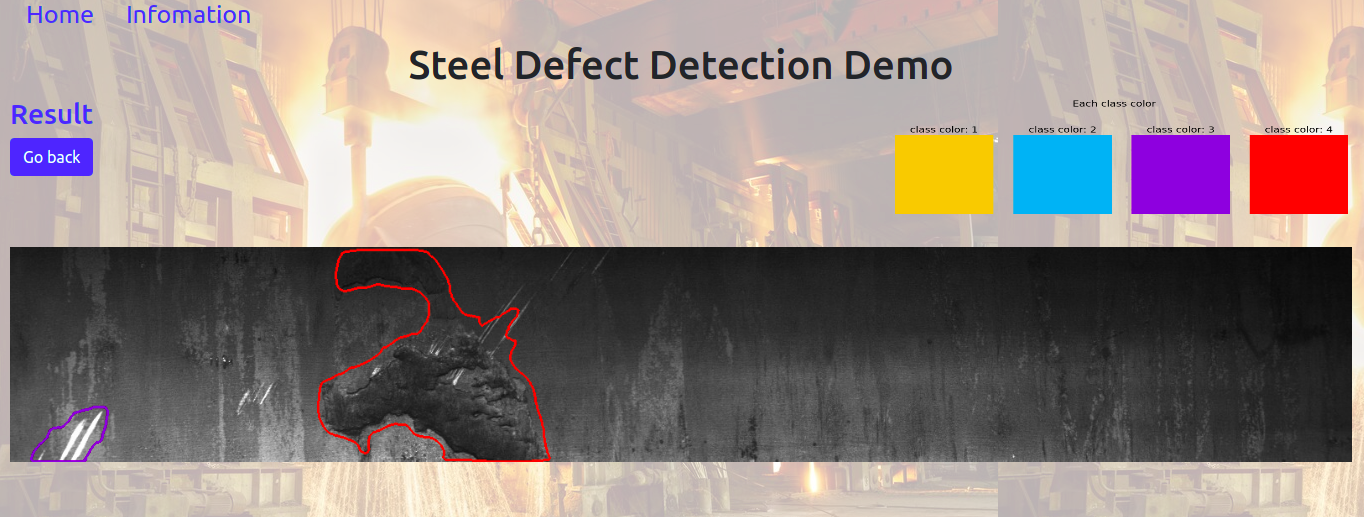 Home Infomation
Steel Defect Detection Demo
Result
Go back
Each class color
class color: 1 class color: 2 class color: 3 class color: 4